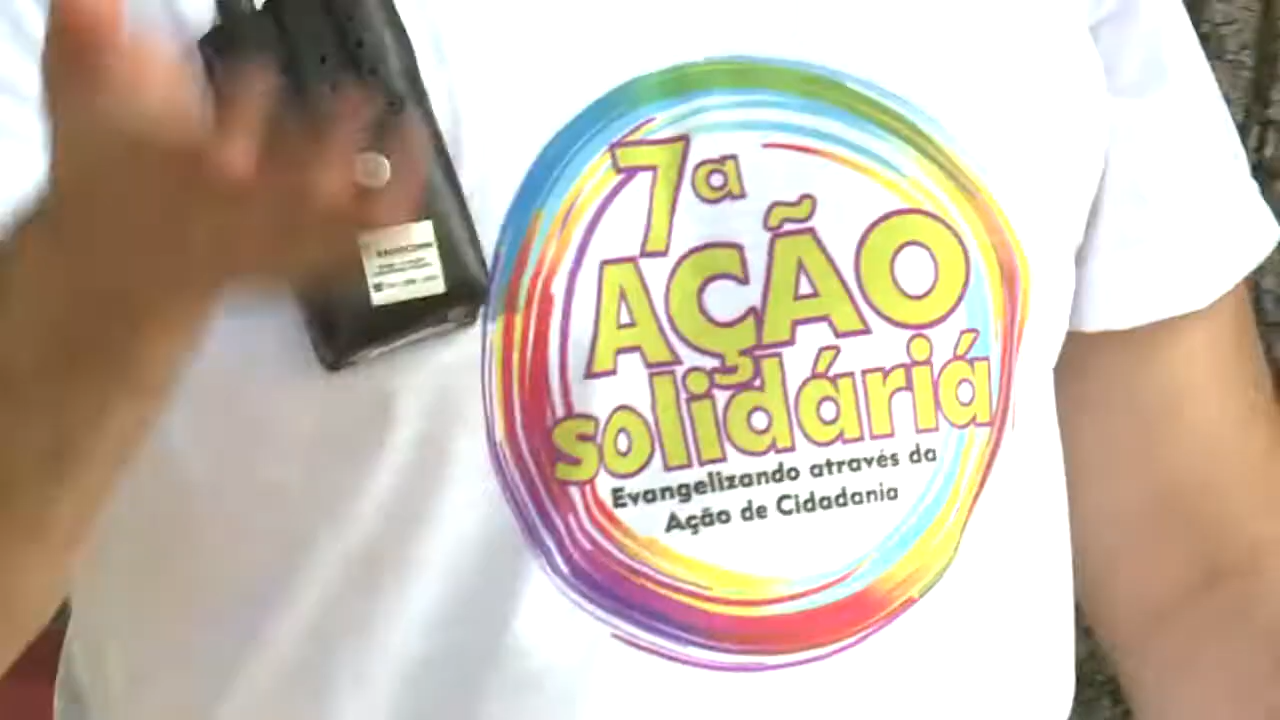 7ª
AÇÃO
solidáriá
Evangelizando através da
Ação de Cidadania